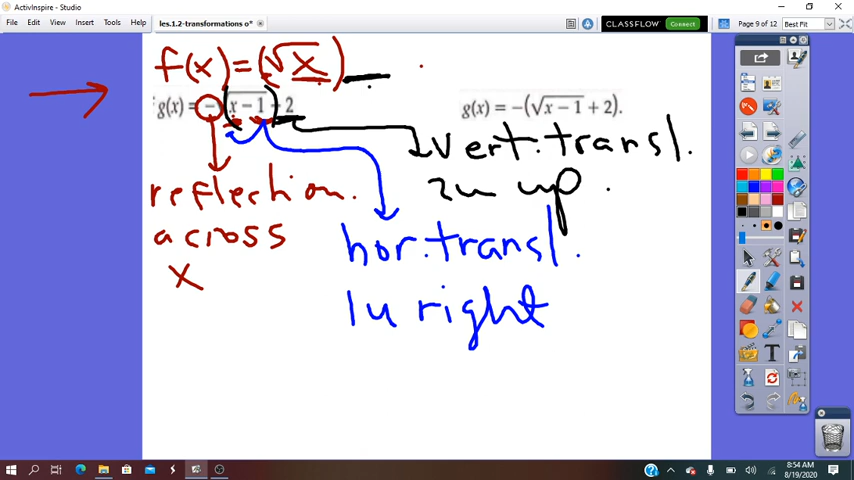 ActivInspire - Studio
File Edit View Insert Tools Help
les.1.2-transformations o*
CLASSFLOW Connect
Page 9 of 12
Best Fit
f(x) = (√x)
g(x) = -√x - 1 + 2
g(x) = -(√x - 1 + 2).
vert. transl.
2u up.
reflection.
across
x
hor. transl.
1u right
T
8:54 AM
8/19/2020